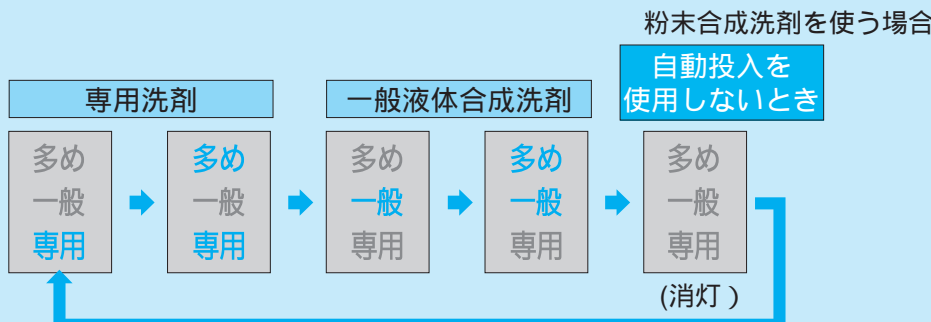 粉末合成洗剤を使う場合
自動投入を
使用しないとき
専用洗剤
一般液体合成洗剤
多め
一般
専用
多め
一般
専用
多め
一般
専用
多め
一般
専用
多め
一般
専用
(消灯）